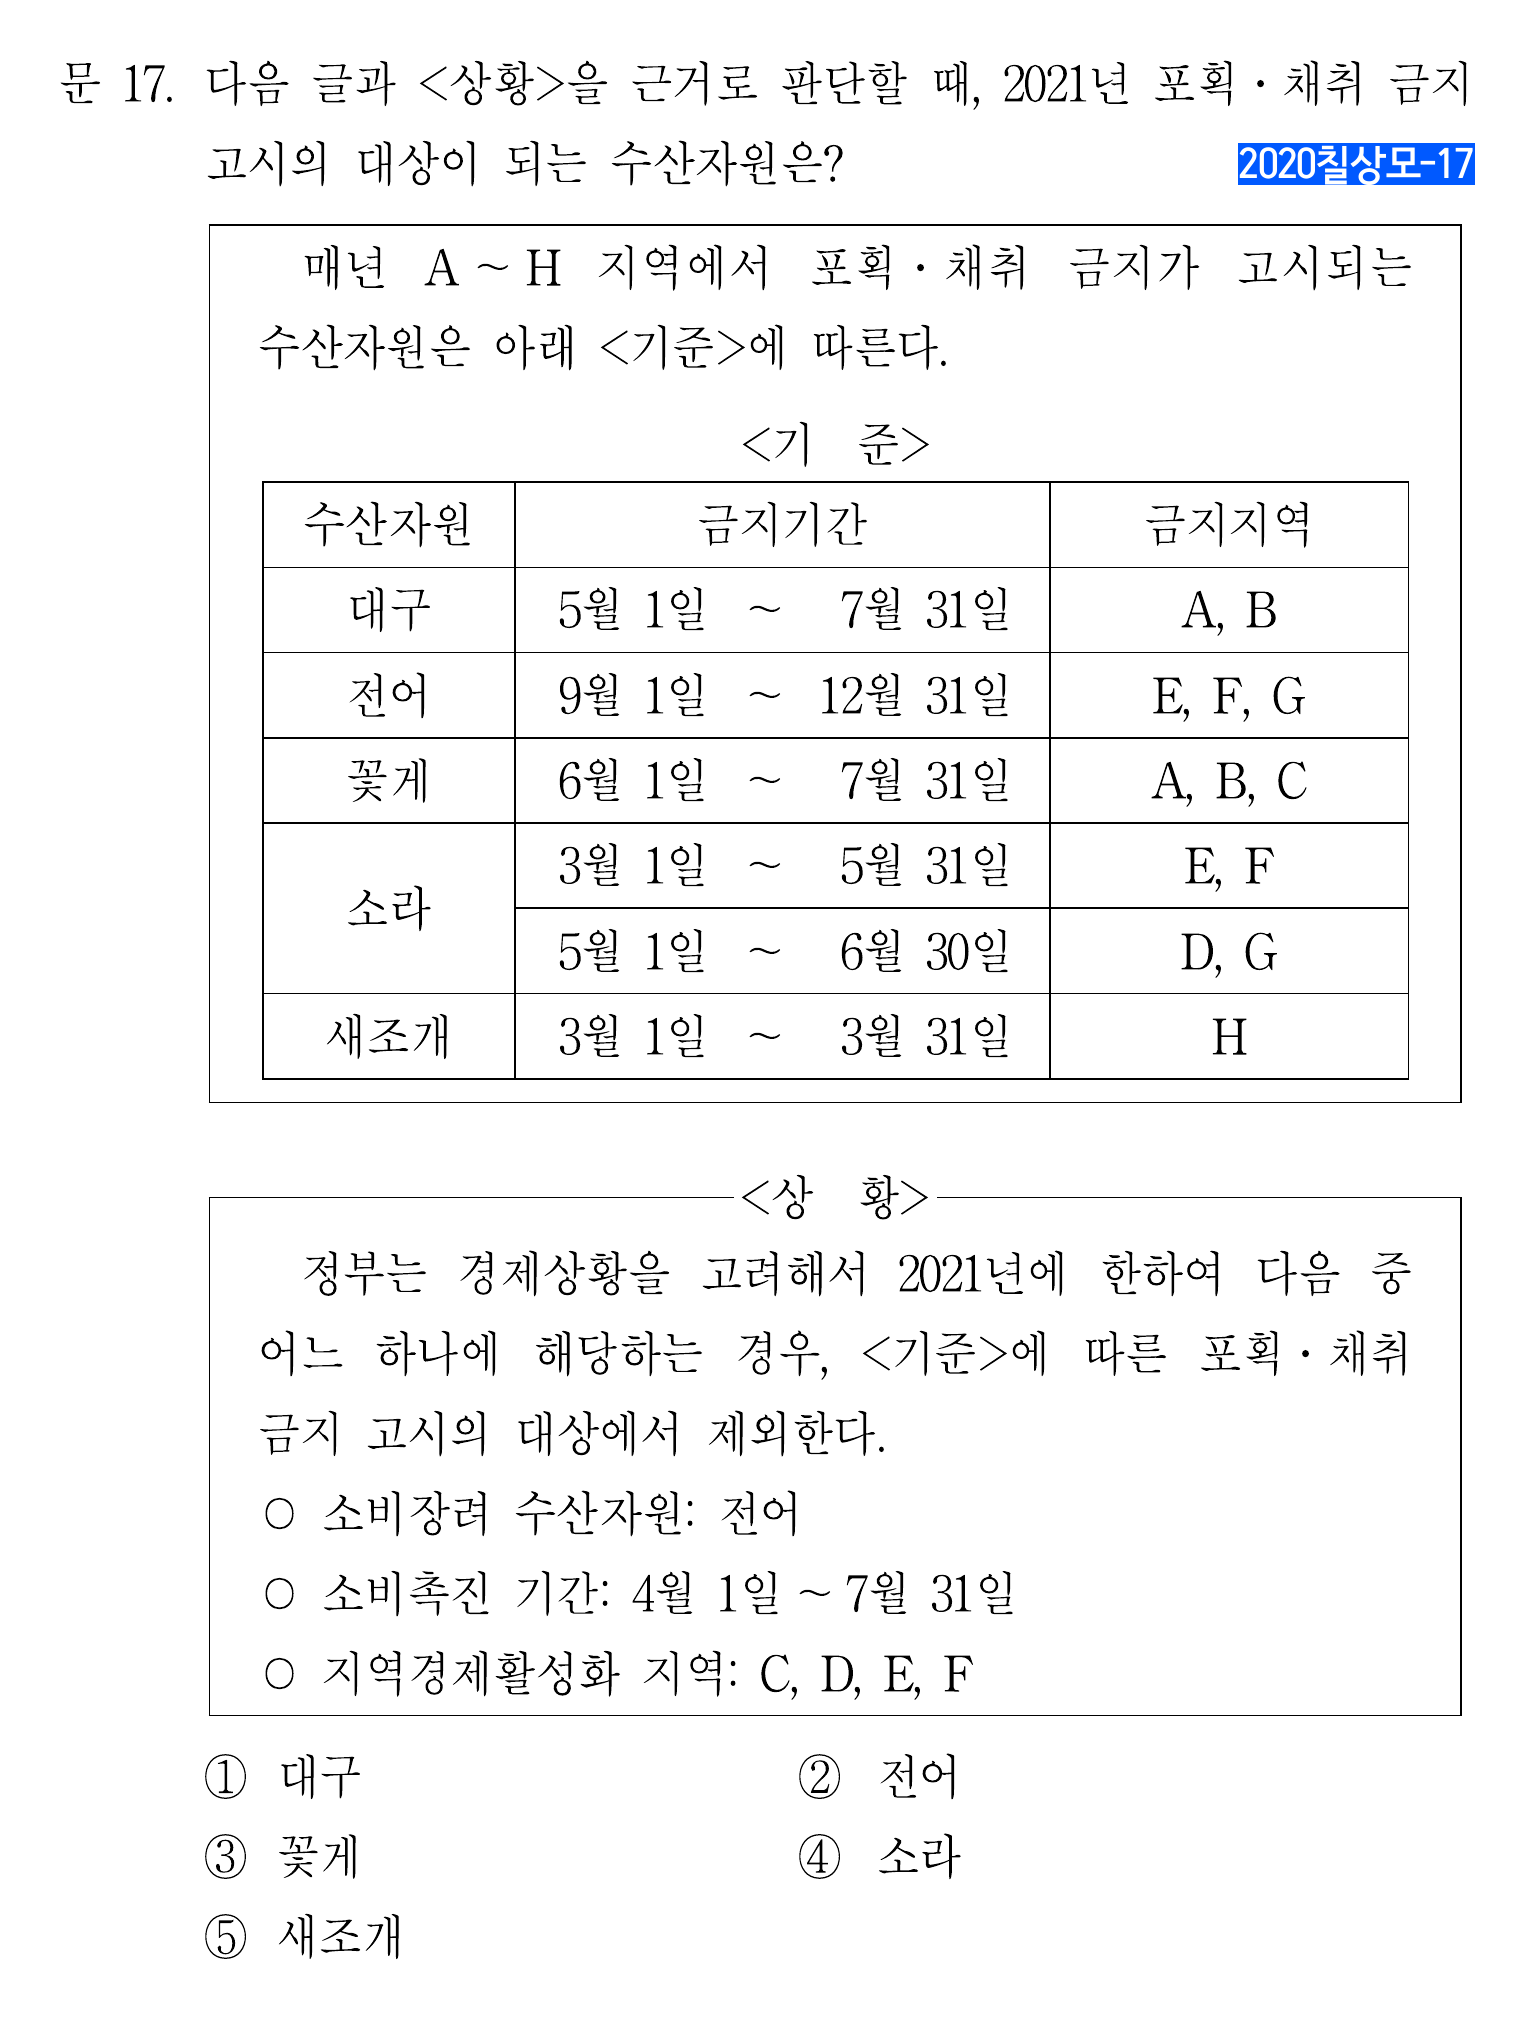 문 17. 다음 글과 <상황>을 근거로 판단할 때, 2021년 포획·채취 금지
고시의 대상이 되는 수산자원은?
2020칠상모-17
매년 A ~ H 지역에서 포획·채취 금지가 고시되는
수산자원은 아래 <기준>에 따른다.
<기 준>
수산자원 금지기간 금지지역
대구 5월 1일 ~ 7월 31일 A, B
전어 9월 1일 ~ 12월 31일 E, F, G
꽃게 6월 1일 ~ 7월 31일 A, B, C
소라 3월 1일 ~ 5월 31일 E, F
5월 1일 ~ 6월 30일 D, G
새조개 3월 1일 ~ 3월 31일 H
<상 황>
정부는 경제상황을 고려해서 2021년에 한하여 다음 중
어느 하나에 해당하는 경우, <기준>에 따른 포획·채취
금지 고시의 대상에서 제외한다.
○ 소비장려 수산자원: 전어
○ 소비촉진 기간: 4월 1일 ~ 7월 31일
○ 지역경제활성화 지역: C, D, E, F
① 대구 ② 전어
③ 꽃게 ④ 소라
⑤ 새조개